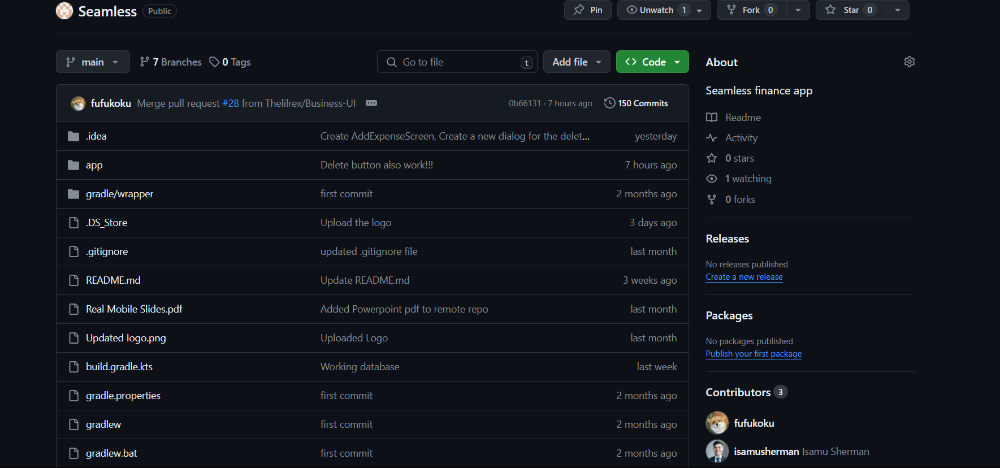 Seamless Public Pin Unwatch 1 Fork 0 Star 0
main 7 Branches 0 Tags Go to file t Add file Code
fufukoku Merge pull request #28 from Thelilrex/Business-UI 0b66131 · 7 hours ago 150 Commits
.idea Create AddExpenseScreen, Create a new dialog for the delet... yesterday
app Delete button also work!!! 7 hours ago
gradle/wrapper first commit 2 months ago
.DS_Store Upload the logo 3 days ago
.gitignore updated .gitignore file last month
README.md Update README.md 3 weeks ago
Real Mobile Slides.pdf Added Powerpoint pdf to remote repo last month
Updated logo.png Uploaded Logo last month
build.gradle.kts Working database last week
gradle.properties first commit 2 months ago
gradlew first commit 2 months ago
gradlew.bat first commit 2 months ago
About
Seamless finance app
Readme
Activity
0 stars
1 watching
0 forks
Releases
No releases published
Create a new release
Packages
No packages published
Publish your first package
Contributors 3
fufukoku
isamusherman Isamu Sherman